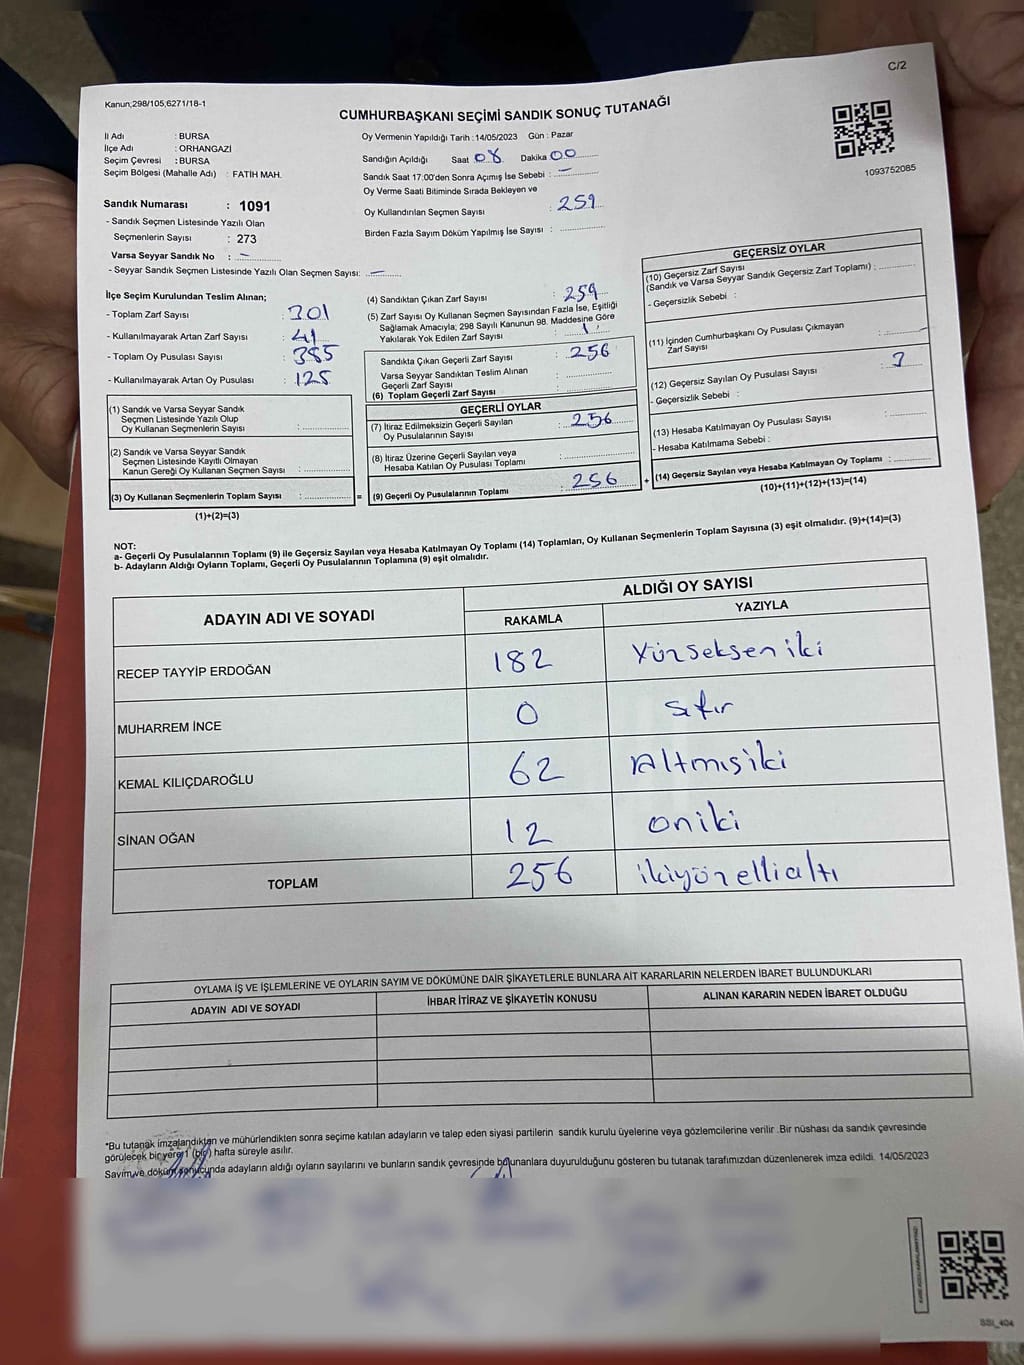 C/2
Kanun;298/105,6271/18-1
CUMHURBAŞKANI SEÇİMİ SANDIK SONUÇ TUTANAĞI
1093752085
İl Adı : BURSA
İlçe Adı : ORHANGAZİ
Seçim Çevresi : BURSA
Seçim Bölgesi (Mahalle Adı) : FATİH MAH.
Oy Vermenin Yapıldığı Tarih :14/05/2023 Gün : Pazar
Sandığın Açıldığı Saat 08 Dakika 00
Sandık Saat 17:00'den Sonra Açımış İse Sebebi : –
Oy Verme Saati Bitiminde Sırada Bekleyen ve
Oy Kullandırılan Seçmen Sayısı : 259
Birden Fazla Sayım Döküm Yapılmış İse Sayısı :
Sandık Numarası : 1091
- Sandık Seçmen Listesinde Yazılı Olan
Seçmenlerin Sayısı : 273
Varsa Seyyar Sandık No : –
- Seyyar Sandık Seçmen Listesinde Yazılı Olan Seçmen Sayısı: –
İlçe Seçim Kurulundan Teslim Alınan;
- Toplam Zarf Sayısı : 301
- Kullanılmayarak Artan Zarf Sayısı : 41
- Toplam Oy Pusulası Sayısı : 385
- Kullanılmayarak Artan Oy Pusulası : 125
(1) Sandık ve Varsa Seyyar Sandık
Seçmen Listesinde Yazılı Olup
Oy Kullanan Seçmenlerin Sayısı :
(2) Sandık ve Varsa Seyyar Sandık
Seçmen Listesinde Kayıtlı Olmayan
Kanun Gereği Oy Kullanan Seçmen Sayısı :
(3) Oy Kullanan Seçmenlerin Toplam Sayısı : =
(1)+(2)=(3)
(4) Sandıktan Çıkan Zarf Sayısı : 259
(5) Zarf Sayısı Oy Kullanan Seçmen Sayısından Fazla İse, Eşitliği
Sağlamak Amacıyla; 298 Sayılı Kanunun 98. Maddesine Göre
Yakılarak Yok Edilen Zarf Sayısı :
Sandıkta Çıkan Geçerli Zarf Sayısı : 256
Varsa Seyyar Sandıktan Teslim Alınan
Geçerli Zarf Sayısı :
(6) Toplam Geçerli Zarf Sayısı :
GEÇERLİ OYLAR
(7) İtiraz Edilmeksizin Geçerli Sayılan
Oy Pusulalarının Sayısı : 256
(8) İtiraz Üzerine Geçerli Sayılan veya
Hesaba Katılan Oy Pusulası Toplamı :
(9) Geçerli Oy Pusulalarının Toplamı : 256 +
GEÇERSİZ OYLAR
(10) Geçersiz Zarf Sayısı
(Sandık ve Varsa Seyyar Sandık Geçersiz Zarf Toplamı) :
- Geçersizlik Sebebi :
(11) İçinden Cumhurbaşkanı Oy Pusulası Çıkmayan
Zarf Sayısı :
(12) Geçersiz Sayılan Oy Pusulası Sayısı : 3
- Geçersizlik Sebebi :
(13) Hesaba Katılmayan Oy Pusulası Sayısı :
- Hesaba Katılmama Sebebi :
(14) Geçersiz Sayılan veya Hesaba Katılmayan Oy Toplamı :
(10)+(11)+(12)+(13)=(14)
NOT:
a- Geçerli Oy Pusulalarının Toplamı (9) ile Geçersiz Sayılan veya Hesaba Katılmayan Oy Toplamı (14) Toplamları, Oy Kullanan Seçmenlerin Toplam Sayısına (3) eşit olmalıdır. (9)+(14)=(3)
b- Adayların Aldığı Oyların Toplamı, Geçerli Oy Pusulalarının Toplamına (9) eşit olmalıdır.
ADAYIN ADI VE SOYADI
ALDIĞI OY SAYISI
RAKAMLA YAZIYLA
RECEP TAYYİP ERDOĞAN 182 Yüzseksen iki
MUHARREM İNCE 0 sıfır
KEMAL KILIÇDAROĞLU 62 Altmış iki
SİNAN OĞAN 12 on iki
TOPLAM 256 ikiyüz elli altı
OYLAMA İŞ VE İŞLEMLERİNE VE OYLARIN SAYIM VE DÖKÜMÜNE DAİR ŞİKAYETLERLE BUNLARA AİT KARARLARIN NELERDEN İBARET BULUNDUKLARI
ADAYIN ADI VE SOYADI İHBAR İTİRAZ VE ŞİKAYETİN KONUSU ALINAN KARARIN NEDEN İBARET OLDUĞU
*Bu tutanak imzalandıktan ve mühürlendikten sonra seçime katılan adayların ve talep eden siyasi partilerin sandık kurulu üyelerine veya gözlemcilerine verilir .Bir nüshası da sandık çevresinde
görülecek bir yere 1 (bir) hafta süreyle asılır.
Sayım ve döküm sonucunda adayların aldığı oyların sayılarını ve bunların sandık çevresinde bulunanlara duyurulduğunu gösteren bu tutanak tarafımızdan düzenlenerek imza edildi. 14/05/2023
SSI_404